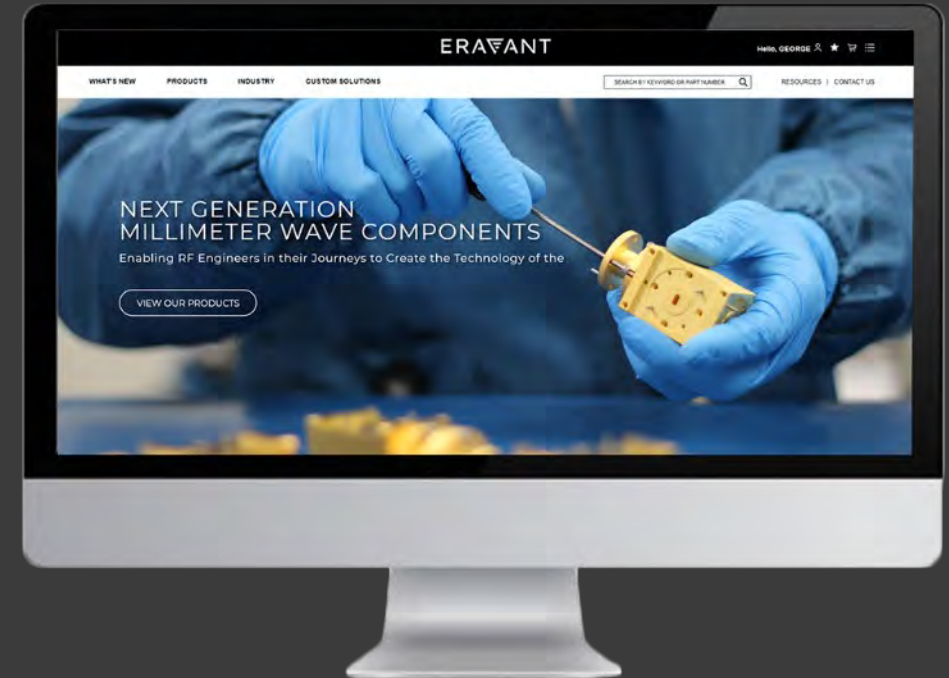 ERAVANT
Hello, GEORGE
WHAT'S NEW PRODUCTS INDUSTRY CUSTOM SOLUTIONS
SEARCH BY KEYWORD OR PART NUMBER
RESOURCES | CONTACT US
NEXT GENERATION
MILLIMETER WAVE COMPONENTS
Enabling RF Engineers in their Journeys to Create the Technology of the
VIEW OUR PRODUCTS